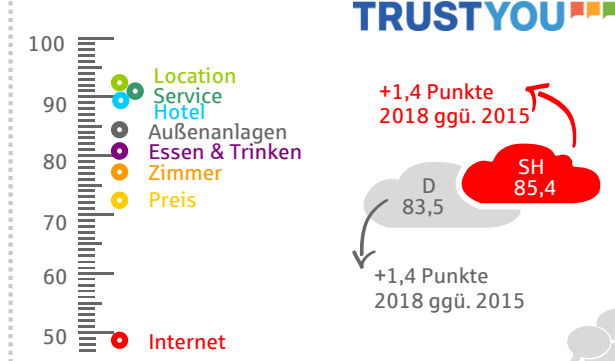 TRUSTYOU
100
90
80
70
60
50
Location
Service
Hotel
Außenanlagen
Essen & Trinken
Zimmer
Preis
Internet
+1,4 Punkte
2018 ggü. 2015
SH
85,4
D
83,5
+1,4 Punkte
2018 ggü. 2015